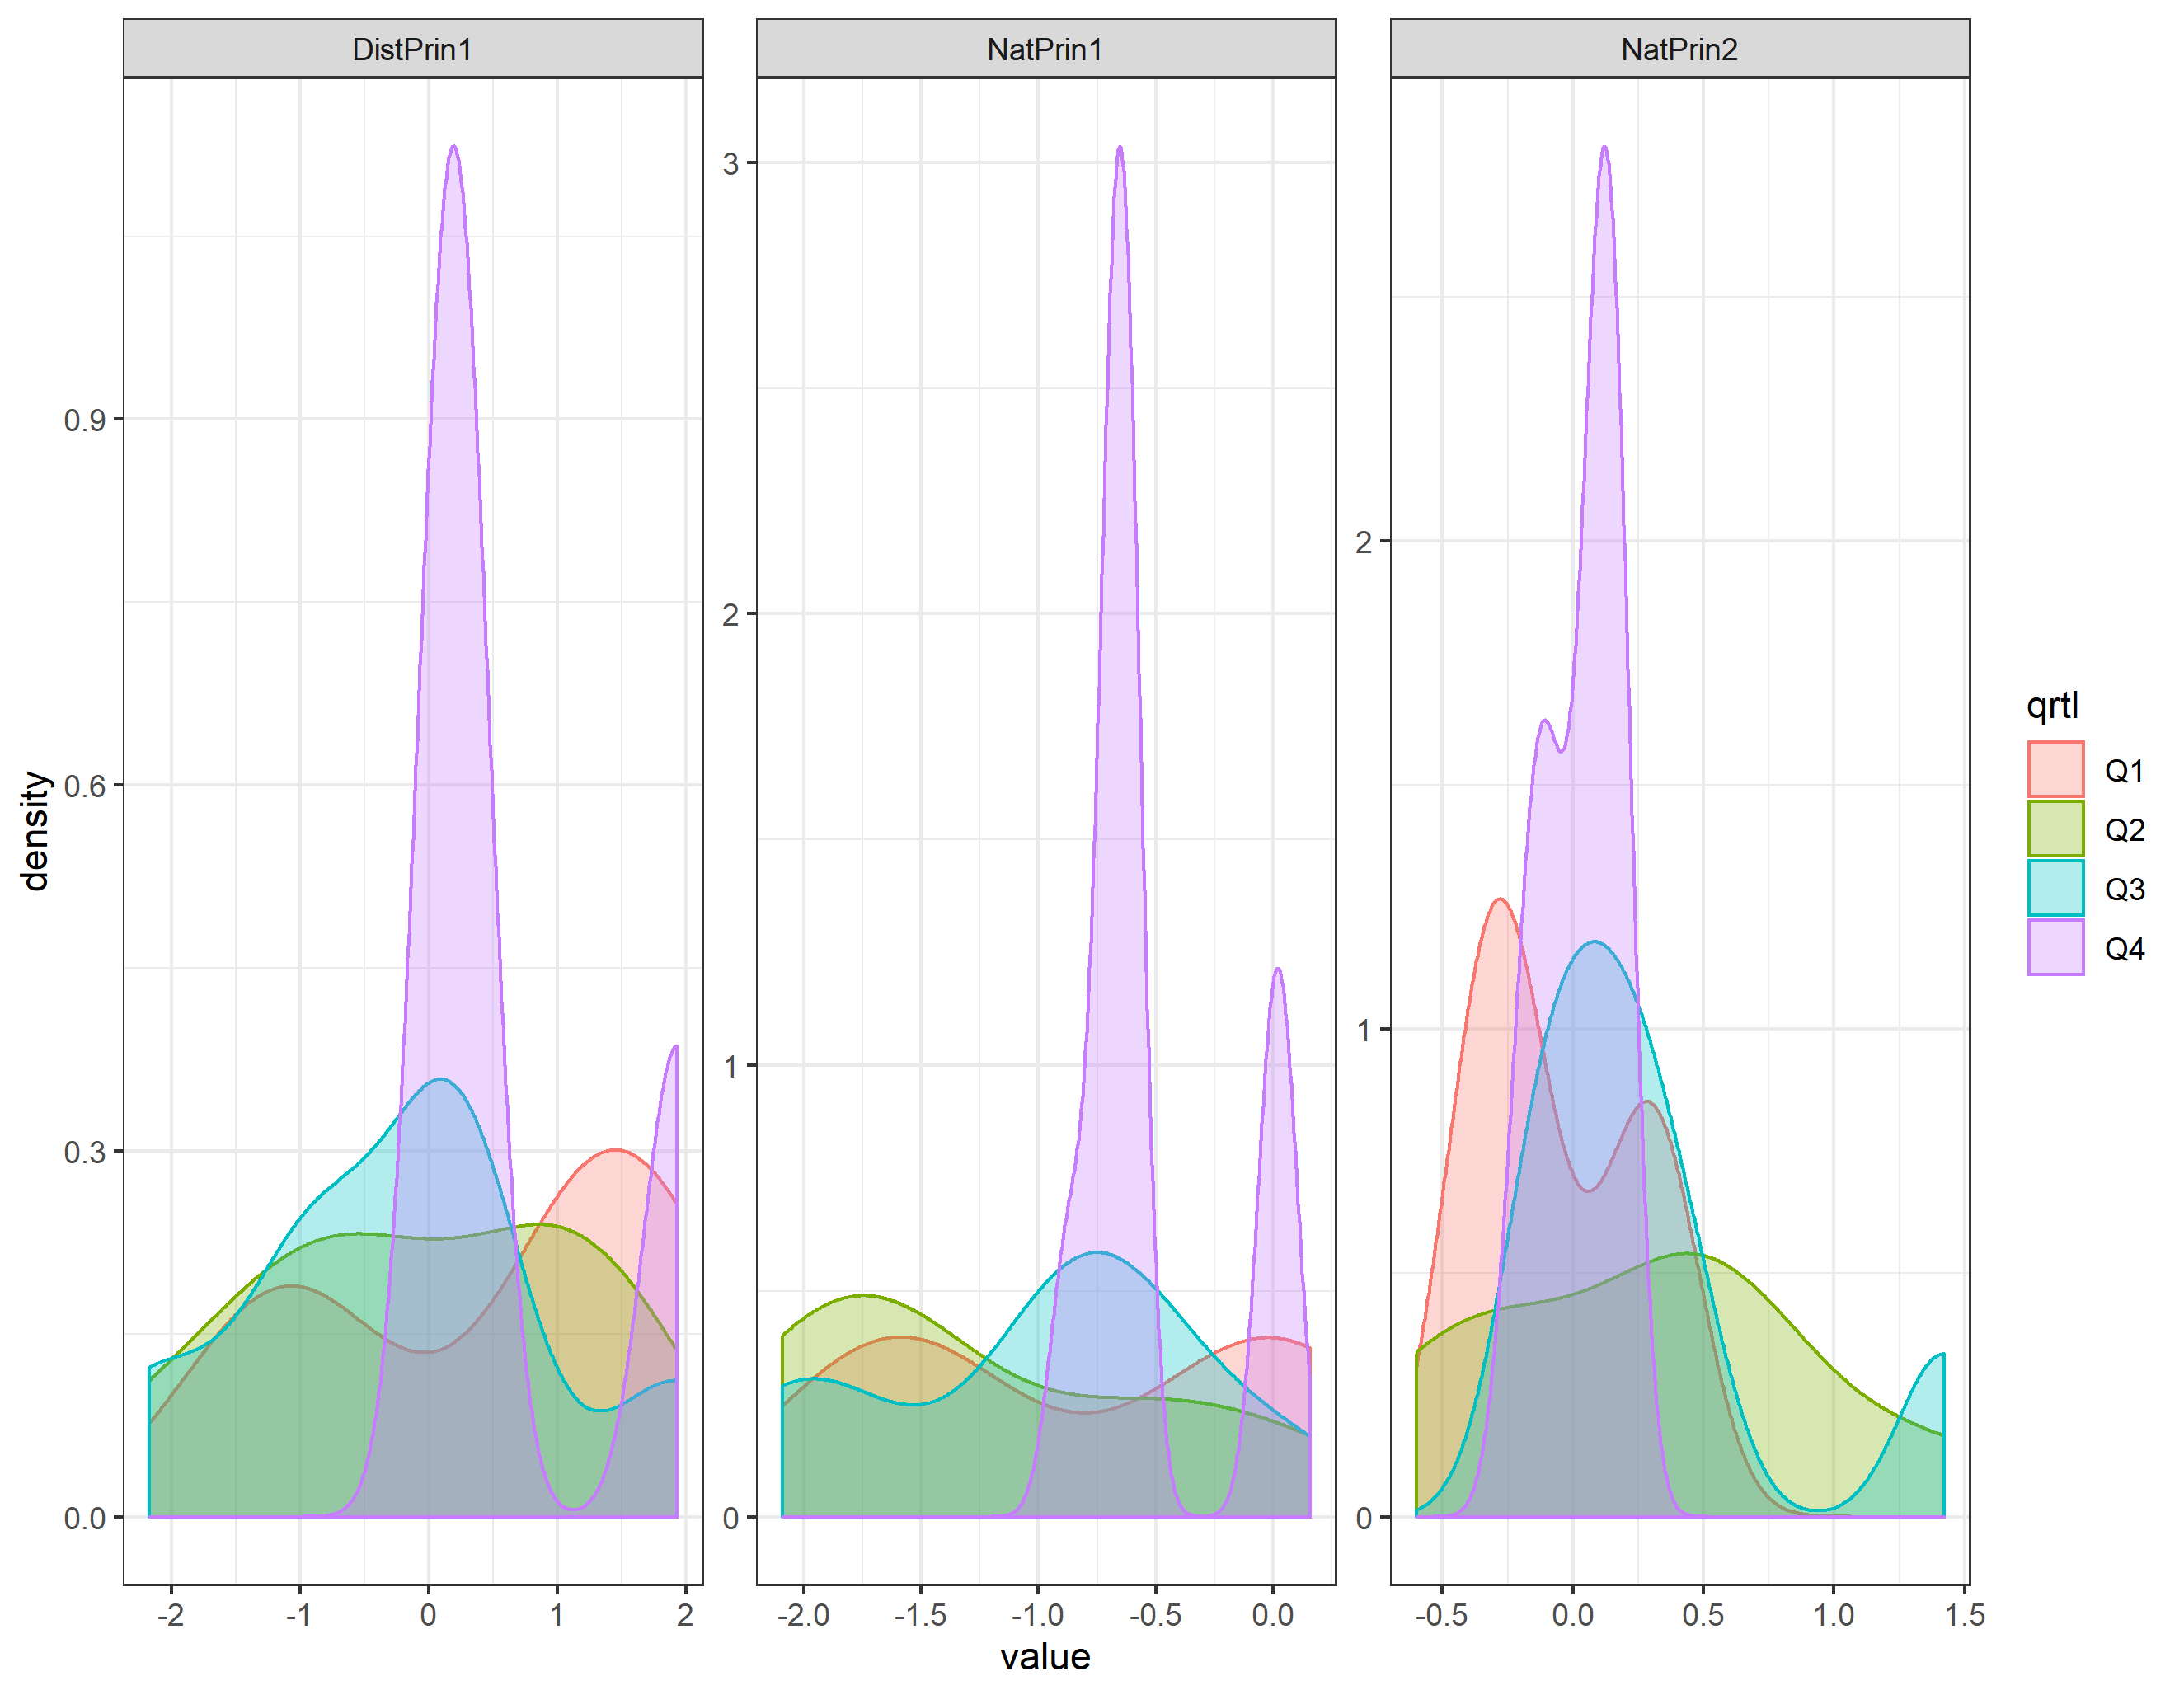 DistPrin1 NatPrin1 NatPrin2
density
0.9
0.6
0.3
0.0
3
2
1
0
2
1
0
-2 -1 0 1 2
-2.0 -1.5 -1.0 -0.5 0.0
-0.5 0.0 0.5 1.0 1.5
value
qrtl
Q1
Q2
Q3
Q4